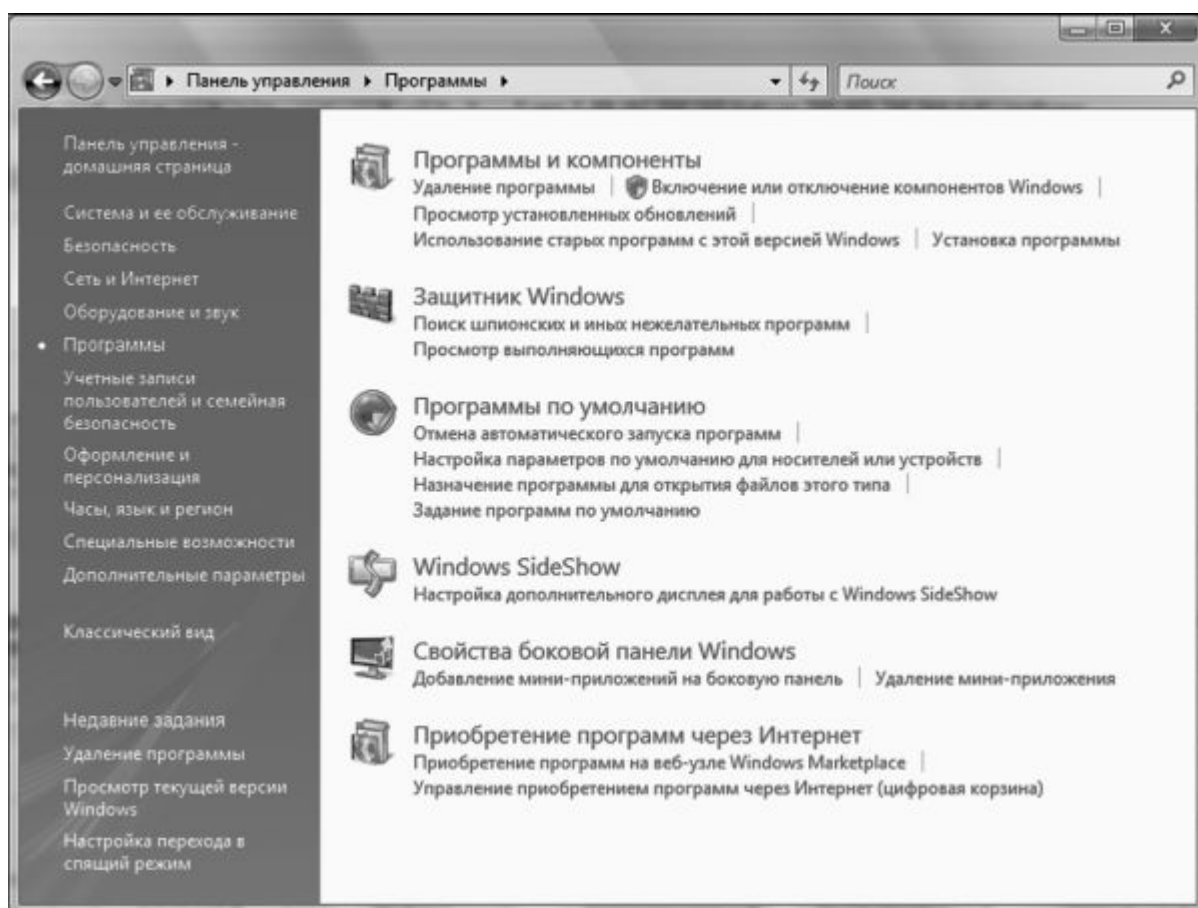 Панель управления ▸ Программы ▸
Поиск
Панель управления -
домашняя страница
Система и ее обслуживание
Безопасность
Сеть и Интернет
Оборудование и звук
Программы
Учетные записи
пользователей и семейная
безопасность
Оформление и
персонализация
Часы, язык и регион
Специальные возможности
Дополнительные параметры
Классический вид
Недавние задания
Удаление программы
Просмотр текущей версии
Windows
Настройка перехода в
спящий режим
Программы и компоненты
Удаление программы | Включение или отключение компонентов Windows |
Просмотр установленных обновлений |
Использование старых программ с этой версией Windows | Установка программы
Защитник Windows
Поиск шпионских и иных нежелательных программ |
Просмотр выполняющихся программ
Программы по умолчанию
Отмена автоматического запуска программ |
Настройка параметров по умолчанию для носителей или устройств |
Назначение программы для открытия файлов этого типа |
Задание программ по умолчанию
Windows SideShow
Настройка дополнительного дисплея для работы с Windows SideShow
Свойства боковой панели Windows
Добавление мини-приложений на боковую панель | Удаление мини-приложения
Приобретение программ через Интернет
Приобретение программ на веб-узле Windows Marketplace |
Управление приобретением программ через Интернет (цифровая корзина)